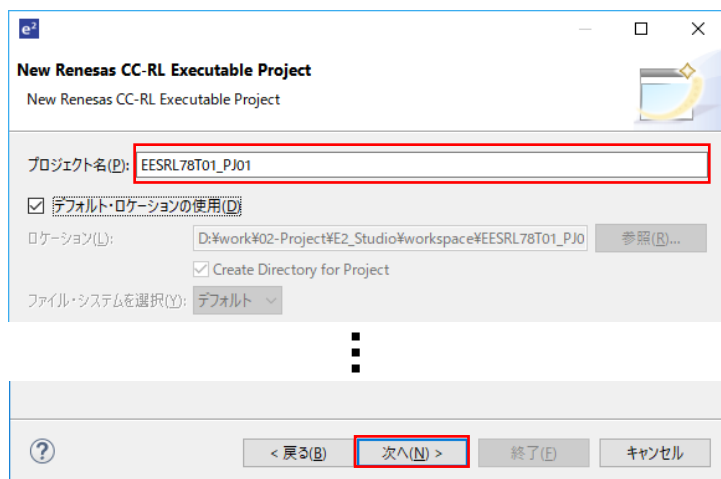 e²
New Renesas CC-RL Executable Project
New Renesas CC-RL Executable Project
プロジェクト名(P): EESRL78T01_PJ01
デフォルト・ロケーションの使用(D)
ロケーション(L): D:¥work¥02-Project¥E2_Studio¥workspace¥EESRL78T01_PJ0 参照(R)...
Create Directory for Project
ファイル・システムを選択(Y): デフォルト
?
< 戻る(B) 次へ(N) > 終了(F) キャンセル